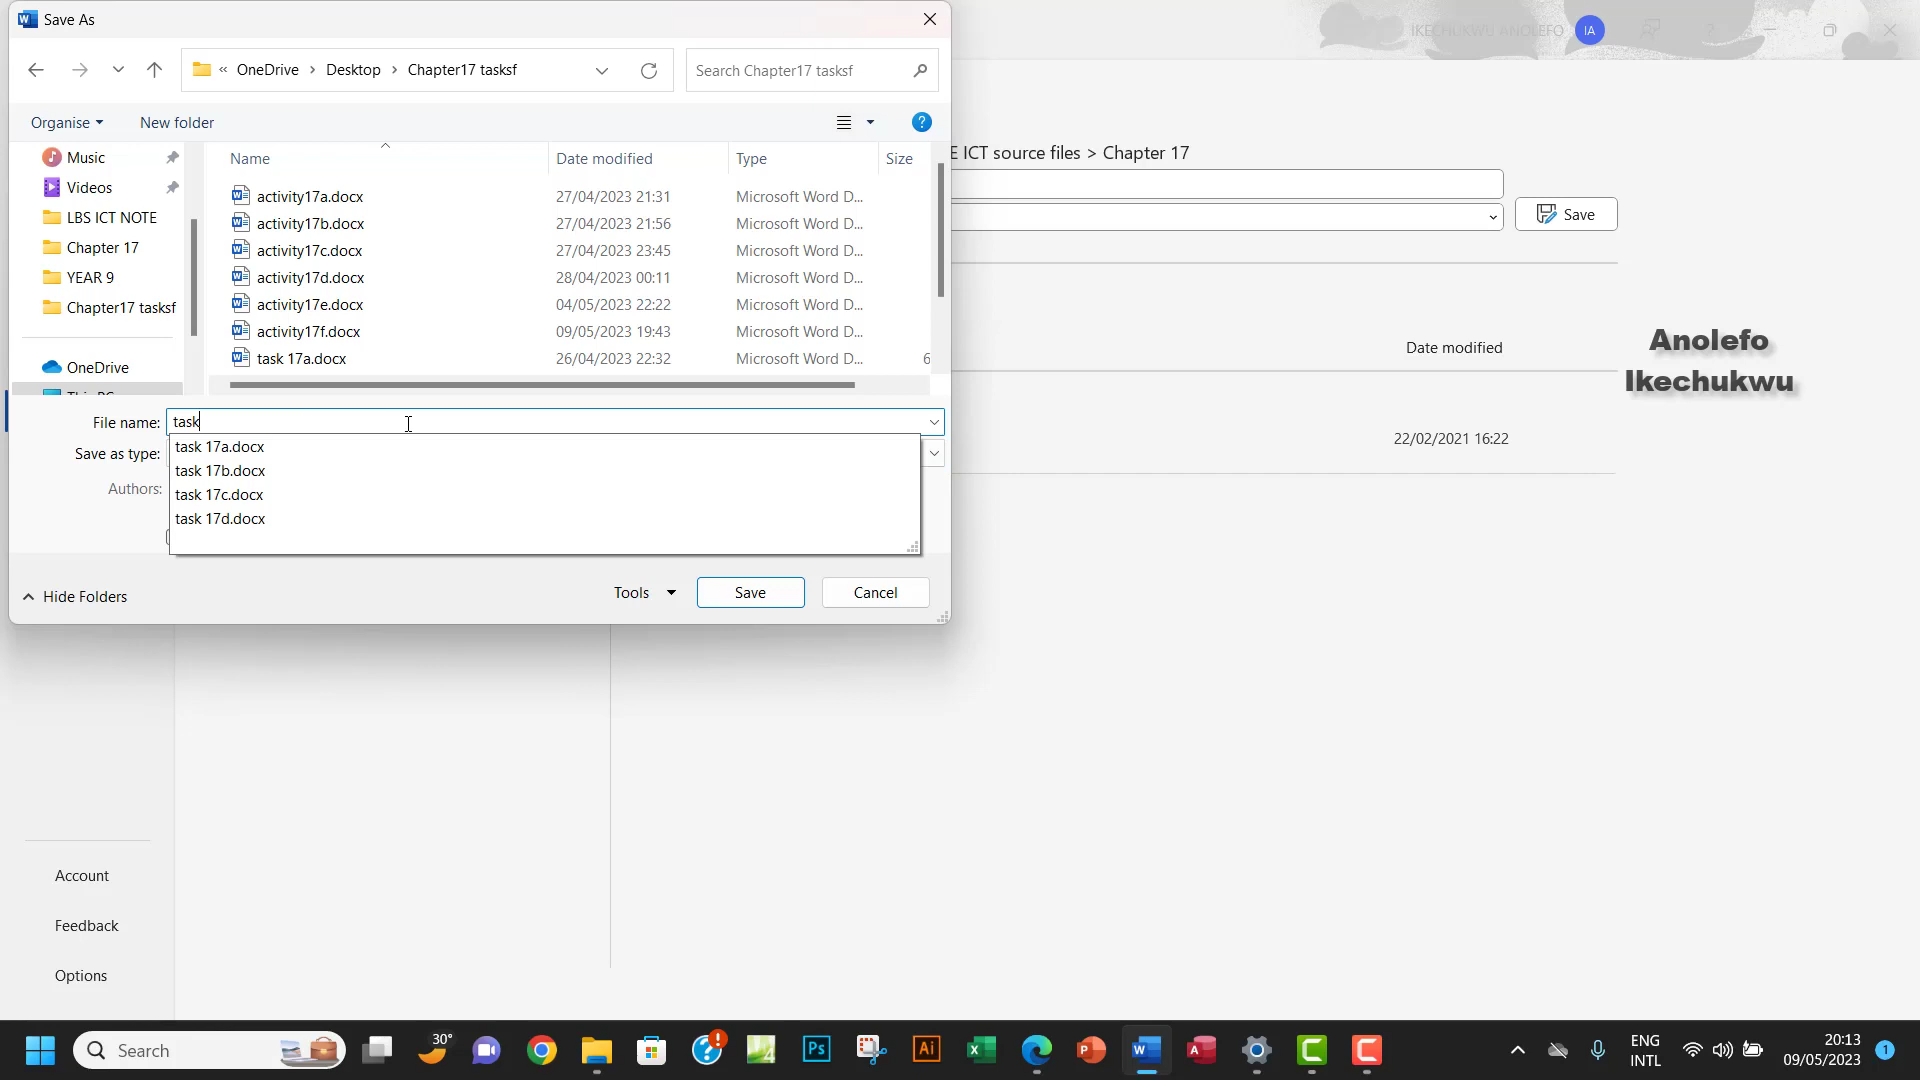 Save As
IKECHUKWU ANOLEFO
IA
« OneDrive > Desktop > Chapter17 tasksf
Search Chapter17 tasksf
Organise
New folder
?
Name
Date modified
Type
Size
Music
Videos
LBS ICT NOTE
Chapter 17
YEAR 9
Chapter17 tasksf
OneDrive
activity17a.docx 27/04/2023 21:31 Microsoft Word D...
activity17b.docx 27/04/2023 21:56 Microsoft Word D...
activity17c.docx 27/04/2023 23:45 Microsoft Word D...
activity17d.docx 28/04/2023 00:11 Microsoft Word D...
activity17e.docx 04/05/2023 22:22 Microsoft Word D...
activity17f.docx 09/05/2023 19:43 Microsoft Word D...
task 17a.docx 26/04/2023 22:32 Microsoft Word D... 6
File name: task
Save as type:
Authors:
task 17a.docx
task 17b.docx
task 17c.docx
task 17d.docx
Hide Folders
Tools
Save
Cancel
E ICT source files > Chapter 17
Save
Date modified
22/02/2021 16:22
Anolefo
Ikechukwu
Account
Feedback
Options
Search
30°
Ps
Ai
ENG
INTL
20:13
09/05/2023
1